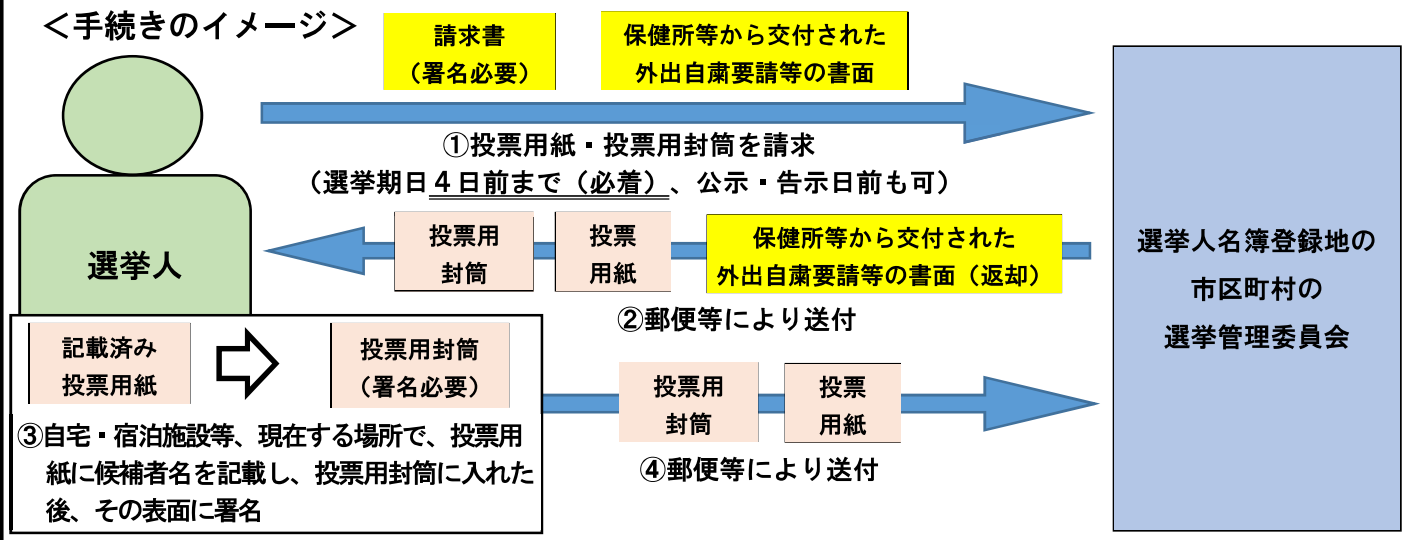 ＜手続きのイメージ＞
請求書
（署名必要）
保健所等から交付された
外出自粛要請等の書面
①投票用紙・投票用封筒を請求
（選挙期日４日前まで（必着）、公示・告示日前も可）
選挙人
投票用
封筒
投票
用紙
保健所等から交付された
外出自粛要請等の書面（返却）
②郵便等により送付
選挙人名簿登録地の
市区町村の
選挙管理委員会
記載済み
投票用紙
投票用封筒
（署名必要）
③自宅・宿泊施設等、現在する場所で、投票用
紙に候補者名を記載し、投票用封筒に入れた
後、その表面に署名
投票用
封筒
投票
用紙
④郵便等により送付